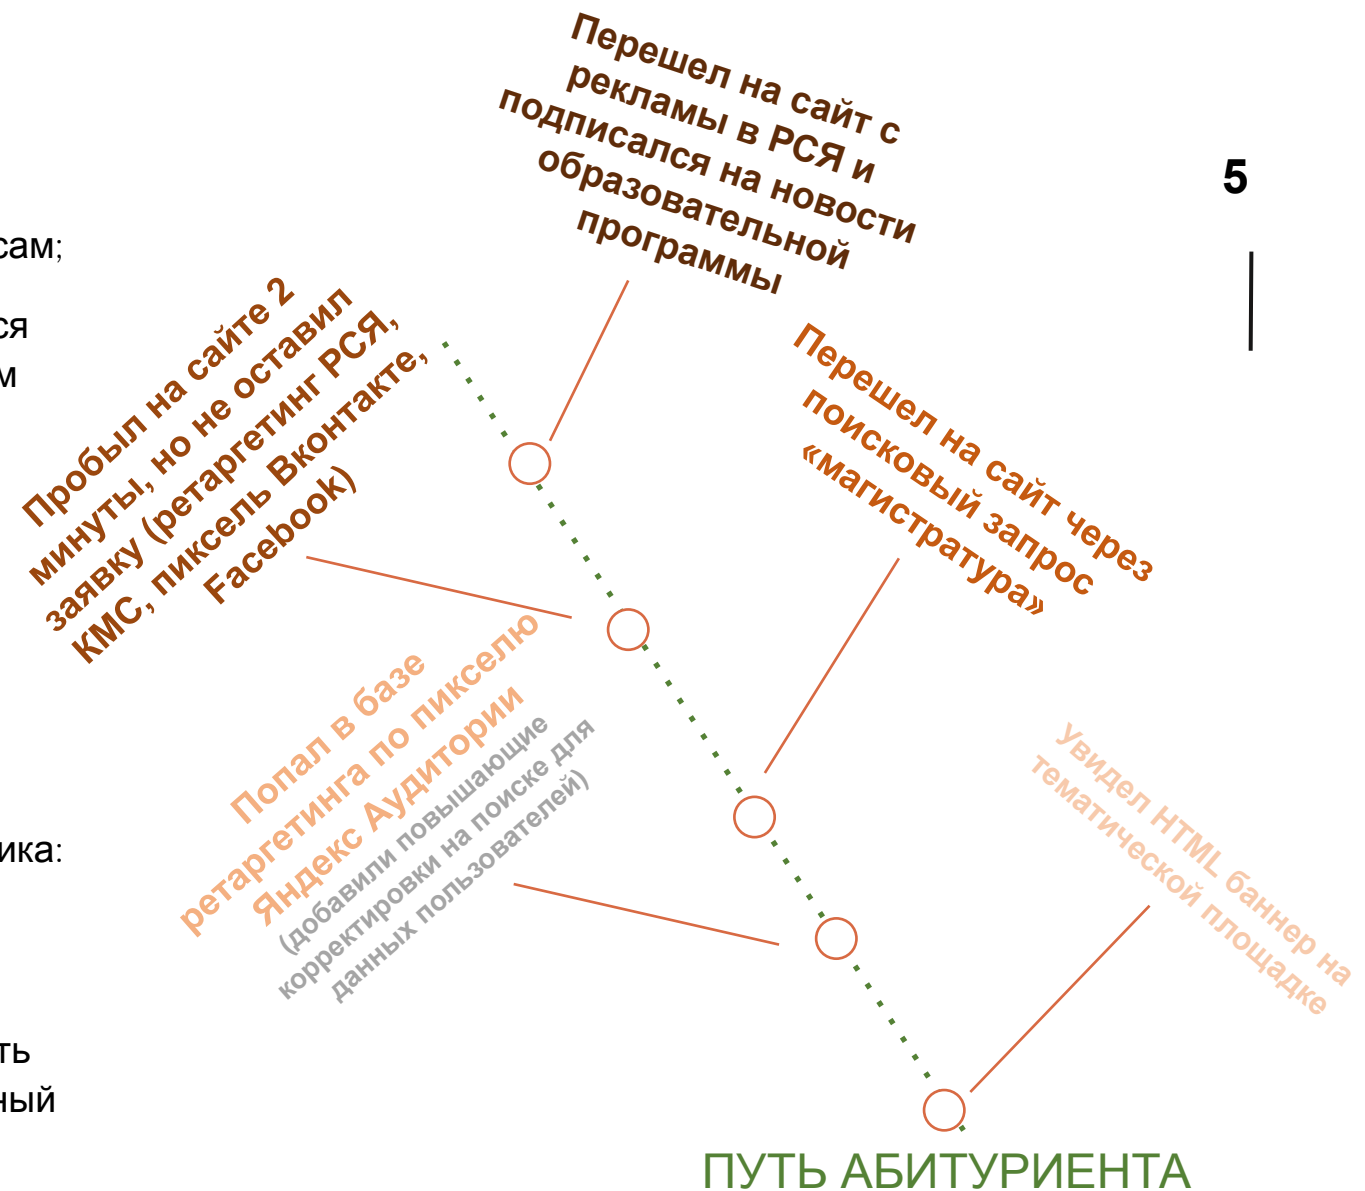 Перешел на сайт с
рекламы в РСЯ и
подписался на новости
образовательной
программы
5
сам;
ся
м
Пробыл на сайте 2
минуты, но не оставил
заявку (ретаргетинг РСЯ,
КМС, пиксель Вконтакте,
Facebook)
Перешел на сайт через
поисковый запрос
«магистратура»
Попал в базе
ретаргетинга по пикселю
Яндекс Аудитории
(добавили повышающие
корректировки на поиске для
данных пользователей)
Увидел HTML баннер на
тематической площадке
ика:
ть
ный
ПУТЬ АБИТУРИЕНТА